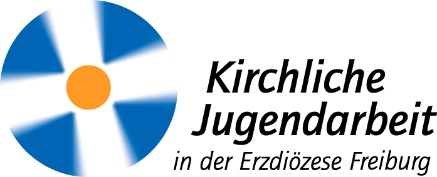 Kirchliche
Jugendarbeit
in der Erzdiözese Freiburg